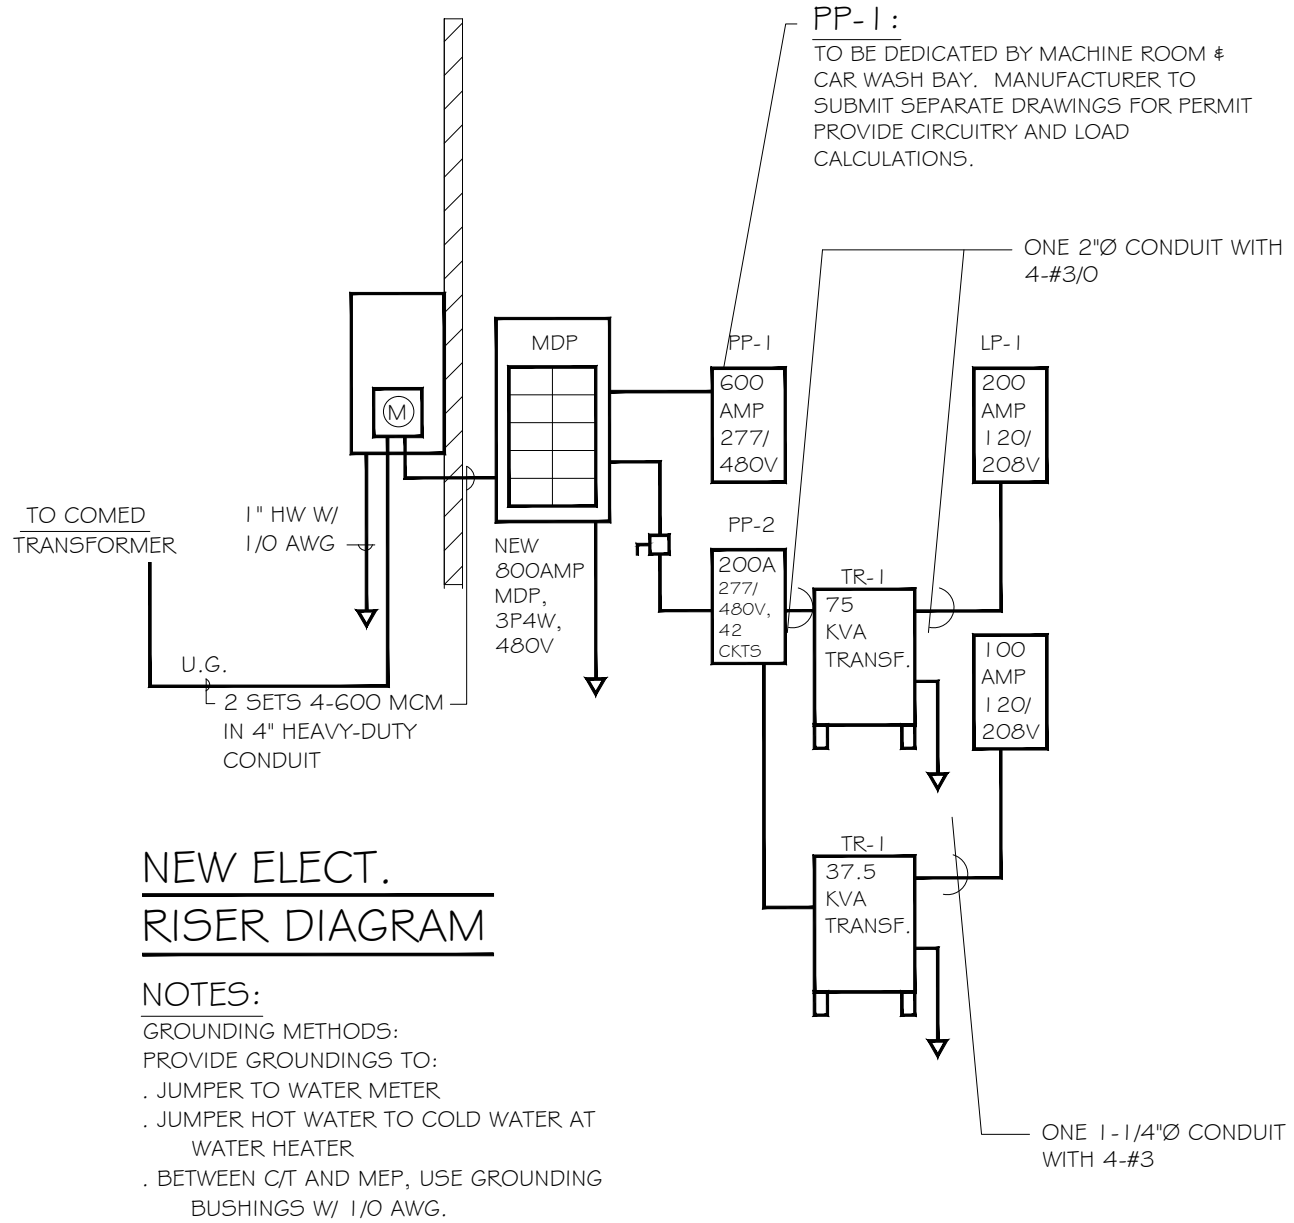 PP-1:
TO BE DEDICATED BY MACHINE ROOM &
CAR WASH BAY. MANUFACTURER TO
SUBMIT SEPARATE DRAWINGS FOR PERMIT
PROVIDE CIRCUITRY AND LOAD
CALCULATIONS.
ONE 2"Ø CONDUIT WITH
4-#3/0
MDP
PP-1
600
AMP
277/
480V
LP-1
200
AMP
120/
208V
M
TO COMED
TRANSFORMER
1" HW W/
1/0 AWG
U.G.
2 SETS 4-600 MCM
IN 4" HEAVY-DUTY
CONDUIT
NEW
800AMP
MDP,
3P4W,
480V
PP-2
200A
277/
480V,
42
CKTS
TR-1
75
KVA
TRANSF.
100
AMP
120/
208V
TR-1
37.5
KVA
TRANSF.
ONE 1-1/4"Ø CONDUIT
WITH 4-#3
NEW ELECT.
RISER DIAGRAM
NOTES:
GROUNDING METHODS:
PROVIDE GROUNDINGS TO:
. JUMPER TO WATER METER
. JUMPER HOT WATER TO COLD WATER AT
WATER HEATER
. BETWEEN C/T AND MEP, USE GROUNDING
BUSHINGS W/ 1/0 AWG.